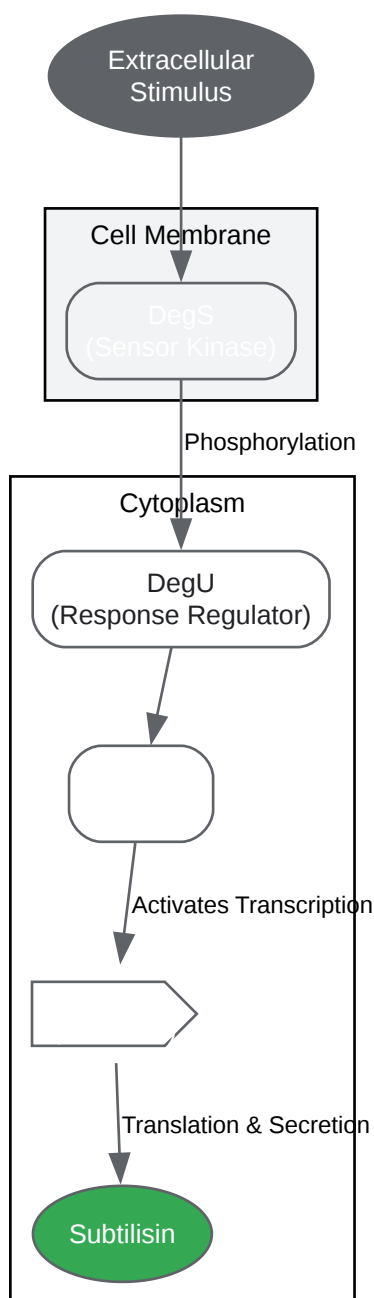 Extracellular
Stimulus
Cell Membrane
DegS
(Sensor Kinase)
Phosphorylation
Cytoplasm
DegU
(Response Regulator)
Activates Transcription
Translation & Secretion
Subtilisin